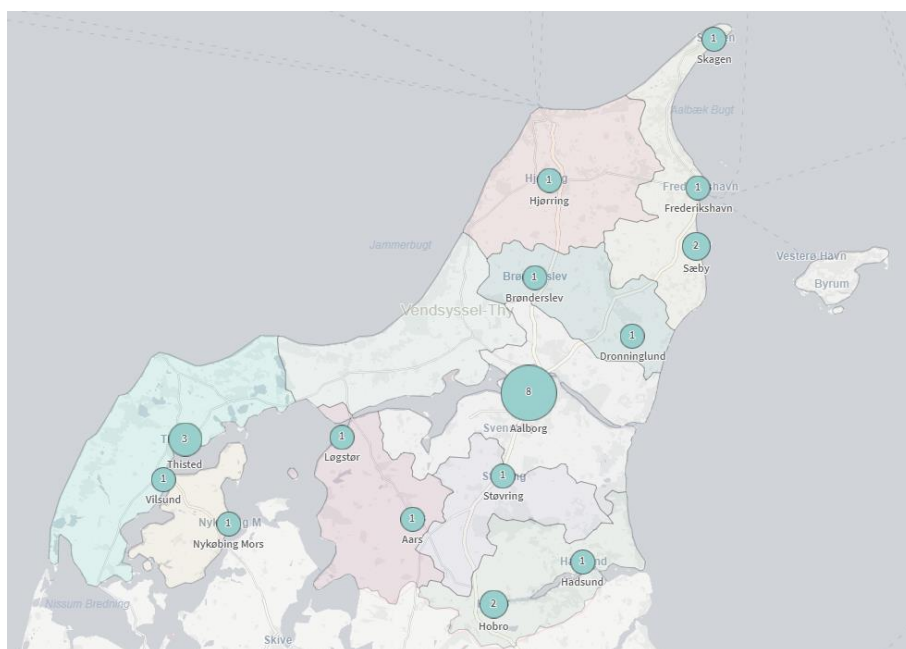 1
Skagen
Aalbæk Bugt
1
Hjørring
1
Frederikshavn
Jammerbugt
2
Sæby
Vesterø Havn
Byrum
1
Brønderslev
Vendsyssel-Thy
1
Dronninglund
8
Aalborg
3
Thisted
1
Løgstør
1
Vilsund
1
Støvring
1
Nykøbing Mors
1
Aars
1
Hadsund
2
Hobro
Nissum Bredning
Skive